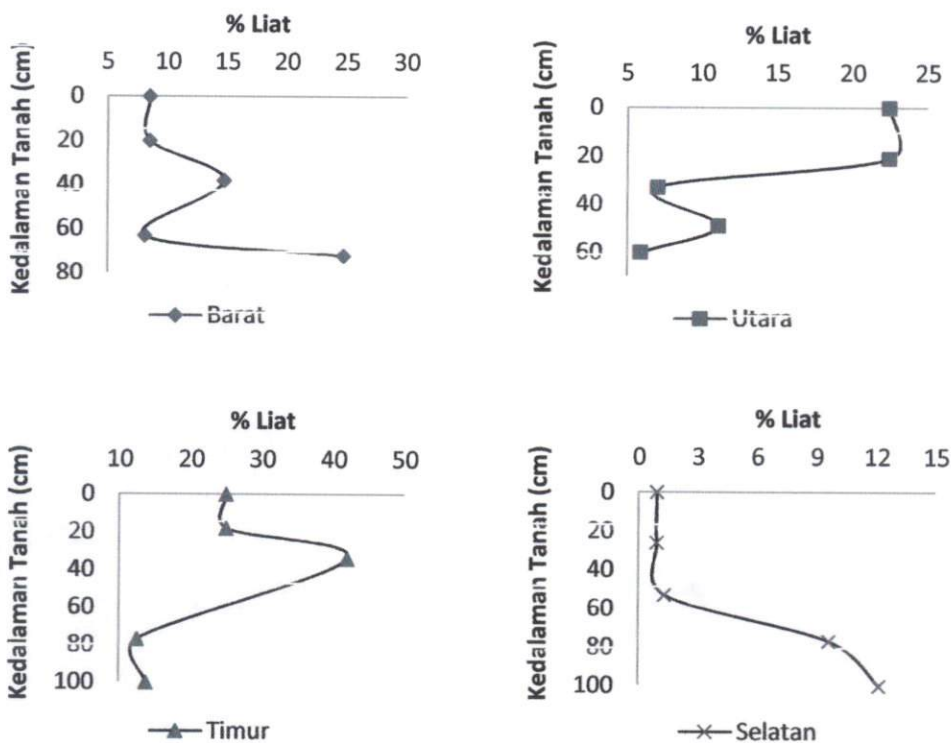 % Liat
5 10 15 20 25 30
Kedalaman Tanah (cm)
0
20
40
60
80
Barat
% Liat
5 10 15 20 25
Kedalaman Tanah (cm)
0
20
40
60
Utara
% Liat
10 20 30 40 50
Kedalaman Tanah (cm)
0
20
40
60
80
100
Timur
% Liat
0 3 6 9 12 15
Kedalaman Tanah (cm)
0
20
40
60
80
100
Selatan